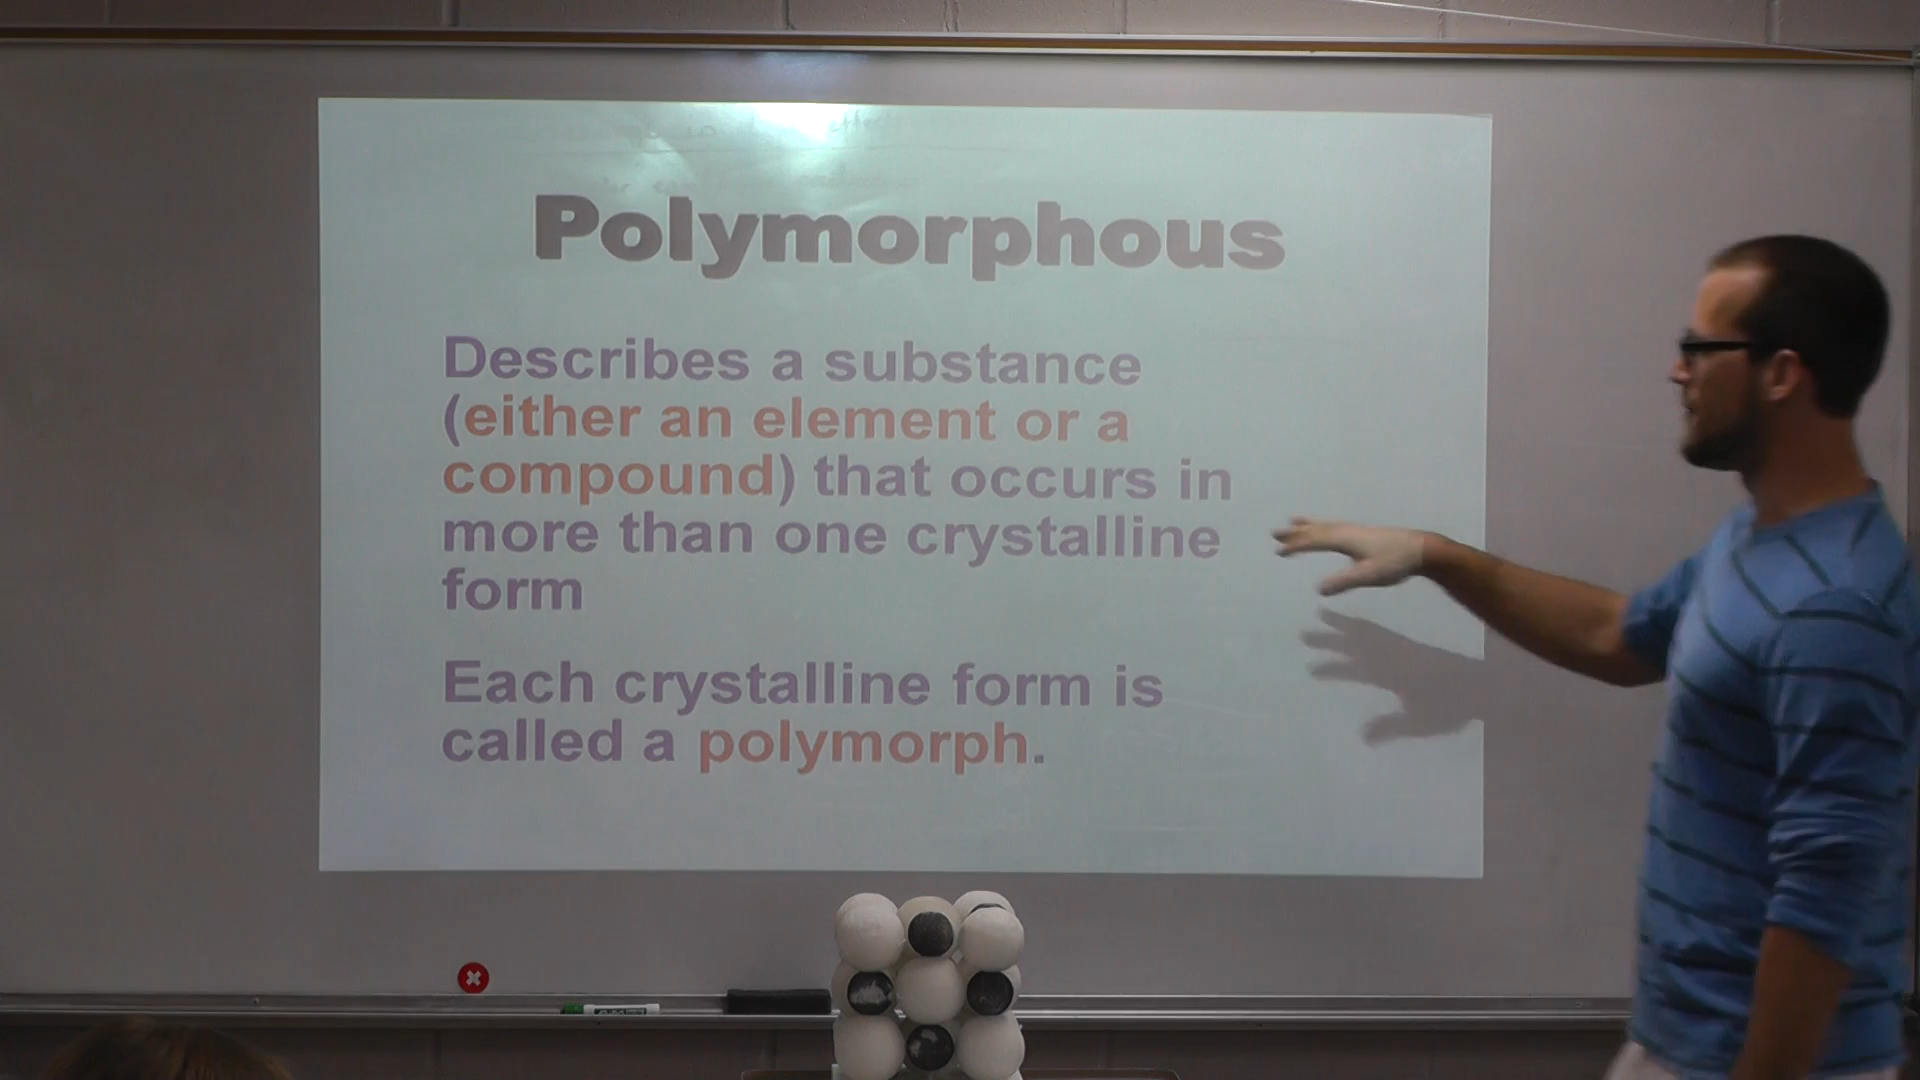 Polymorphous
Describes a substance
(either an element or a
compound) that occurs in
more than one crystalline
form
Each crystalline form is
called a polymorph.